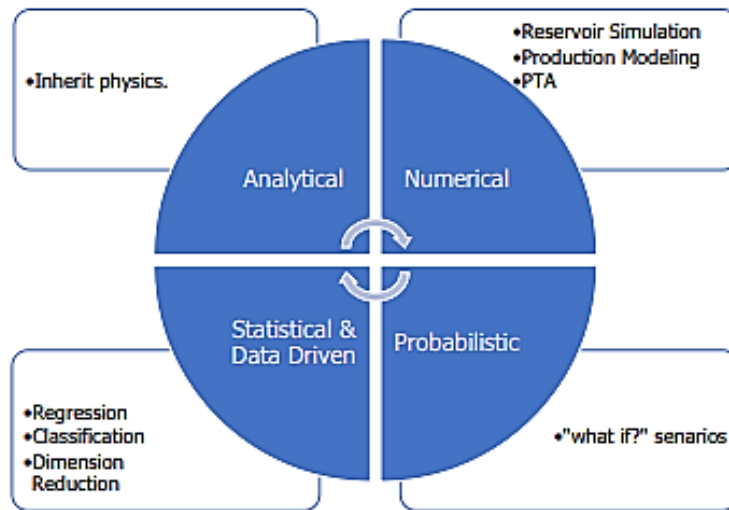 •Inherit physics.
•Reservoir Simulation
•Production Modeling
•PTA
Analytical
Numerical
Statistical &
Data Driven
Probabilistic
•Regression
•Classification
•Dimension
Reduction
•"what if?" senarios